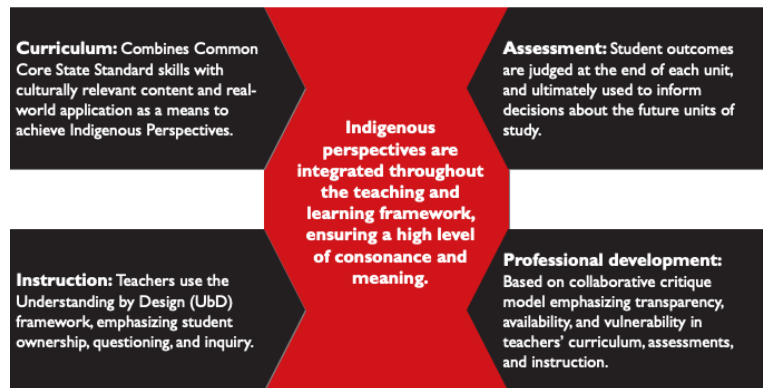 Curriculum: Combines Common
Core State Standard skills with
culturally relevant content and real-
world application as a means to
achieve Indigenous Perspectives.
Assessment: Student outcomes
are judged at the end of each unit,
and ultimately used to inform
decisions about the future units of
study.
Indigenous
perspectives are
integrated throughout
the teaching and
learning framework,
ensuring a high level
of consonance and
meaning.
Instruction: Teachers use the
Understanding by Design (UbD)
framework, emphasizing student
ownership, questioning, and inquiry.
Professional development:
Based on collaborative critique
model emphasizing transparency,
availability, and vulnerability in
teachers' curriculum, assessments,
and instruction.